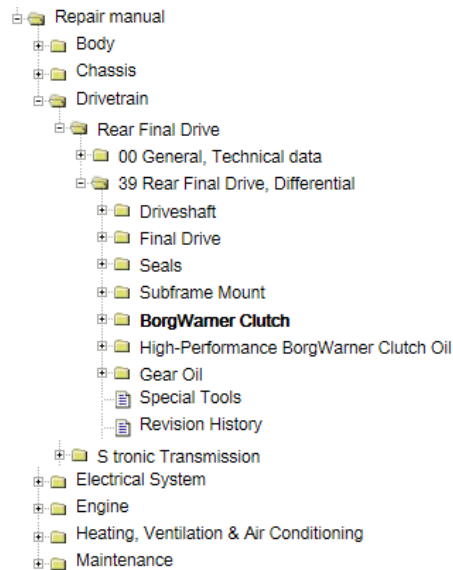 Repair manual
Body
Chassis
Drivetrain
Rear Final Drive
00 General, Technical data
39 Rear Final Drive, Differential
Driveshaft
Final Drive
Seals
Subframe Mount
BorgWarner Clutch
High-Performance BorgWarner Clutch Oil
Gear Oil
Special Tools
Revision History
S tronic Transmission
Electrical System
Engine
Heating, Ventilation & Air Conditioning
Maintenance